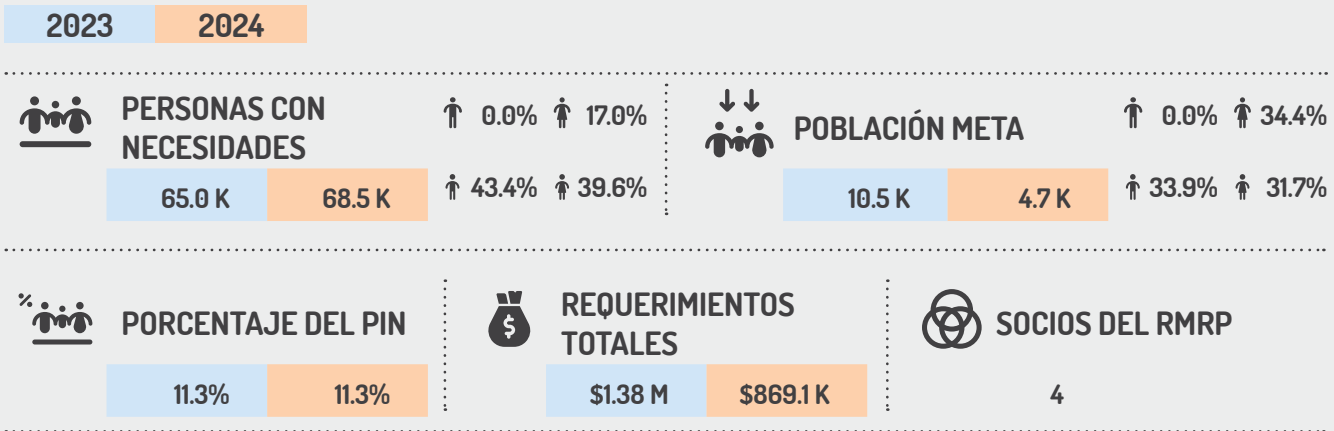 2023 2024
PERSONAS CON
NECESIDADES
0.0% 17.0%
65.0 K 68.5 K
43.4% 39.6%
POBLACIÓN META
0.0% 34.4%
10.5 K 4.7 K
33.9% 31.7%
%
PORCENTAJE DEL PIN
11.3% 11.3%
$
REQUERIMIENTOS
TOTALES
$1.38 M $869.1 K
SOCIOS DEL RMRP
4